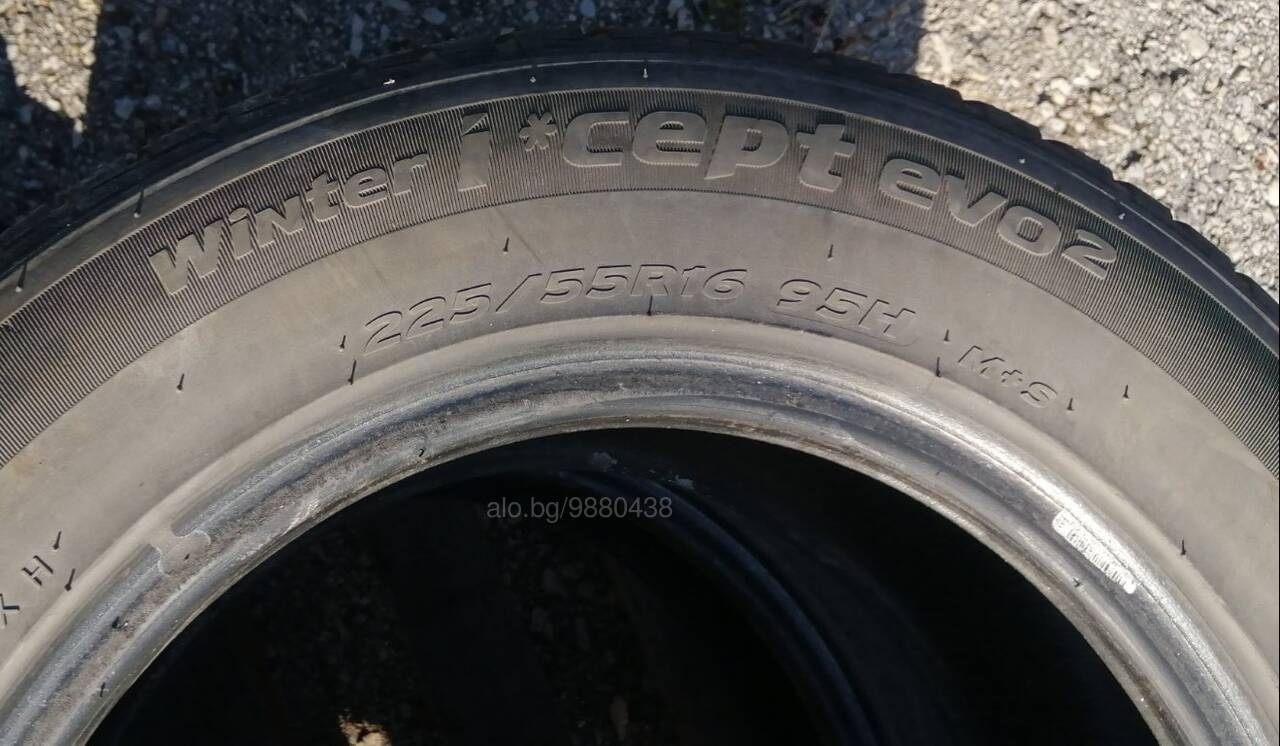 Winter i*cept evo2
225/55R16 95H M+S
alo.bg/9880438